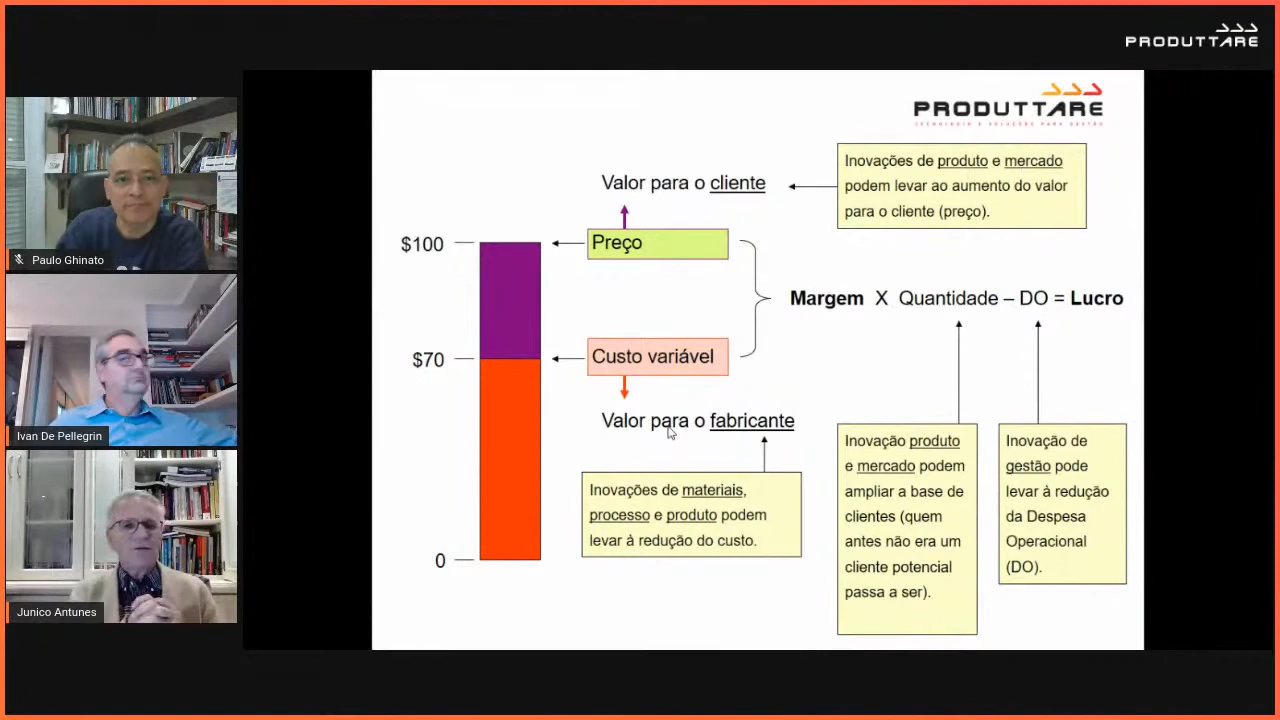 PRODUTTARE
PRODUTTARE
TECNOLOGIA E SOLUÇÕES PARA GESTÃO
Paulo Ghinato
Ivan De Pellegrin
Junico Antunes
Valor para o cliente
Inovações de produto e mercado
podem levar ao aumento do valor
para o cliente (preço).
$100
Preço
Margem X Quantidade – DO = Lucro
$70
Custo variável
Valor para o fabricante
Inovações de materiais,
processo e produto podem
levar à redução do custo.
0
Inovação produto
e mercado podem
ampliar a base de
clientes (quem
antes não era um
cliente potencial
passa a ser).
Inovação de
gestão pode
levar à redução
da Despesa
Operacional
(DO).